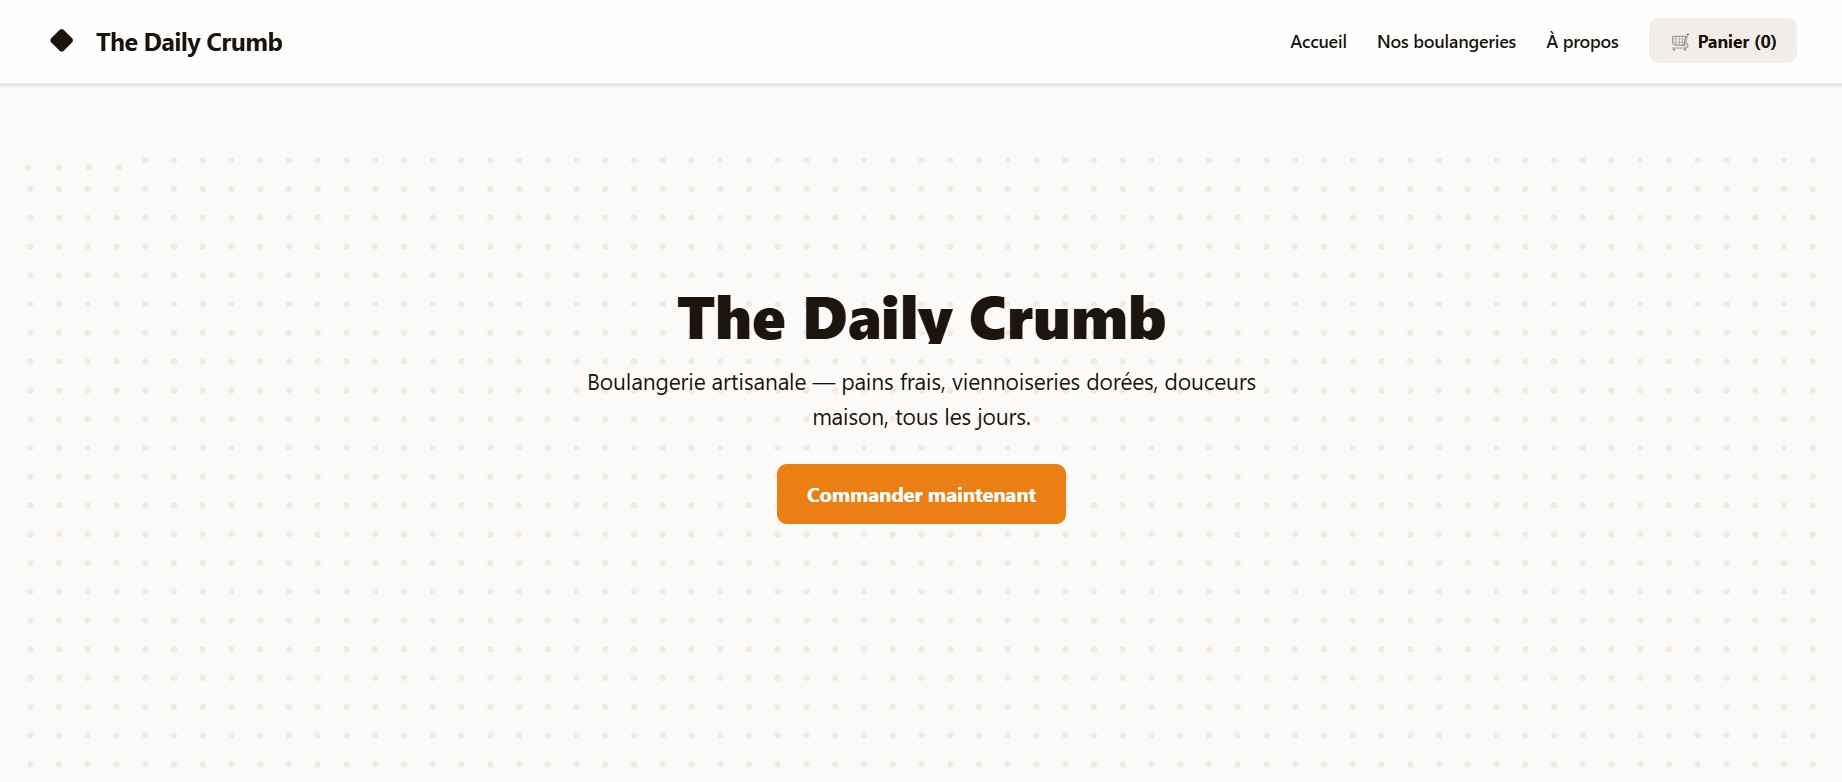 The Daily Crumb
Accueil
Nos boulangeries
À propos
🛒 Panier (0)
The Daily Crumb
Boulangerie artisanale — pains frais, viennoiseries dorées, douceurs
maison, tous les jours.
Commander maintenant